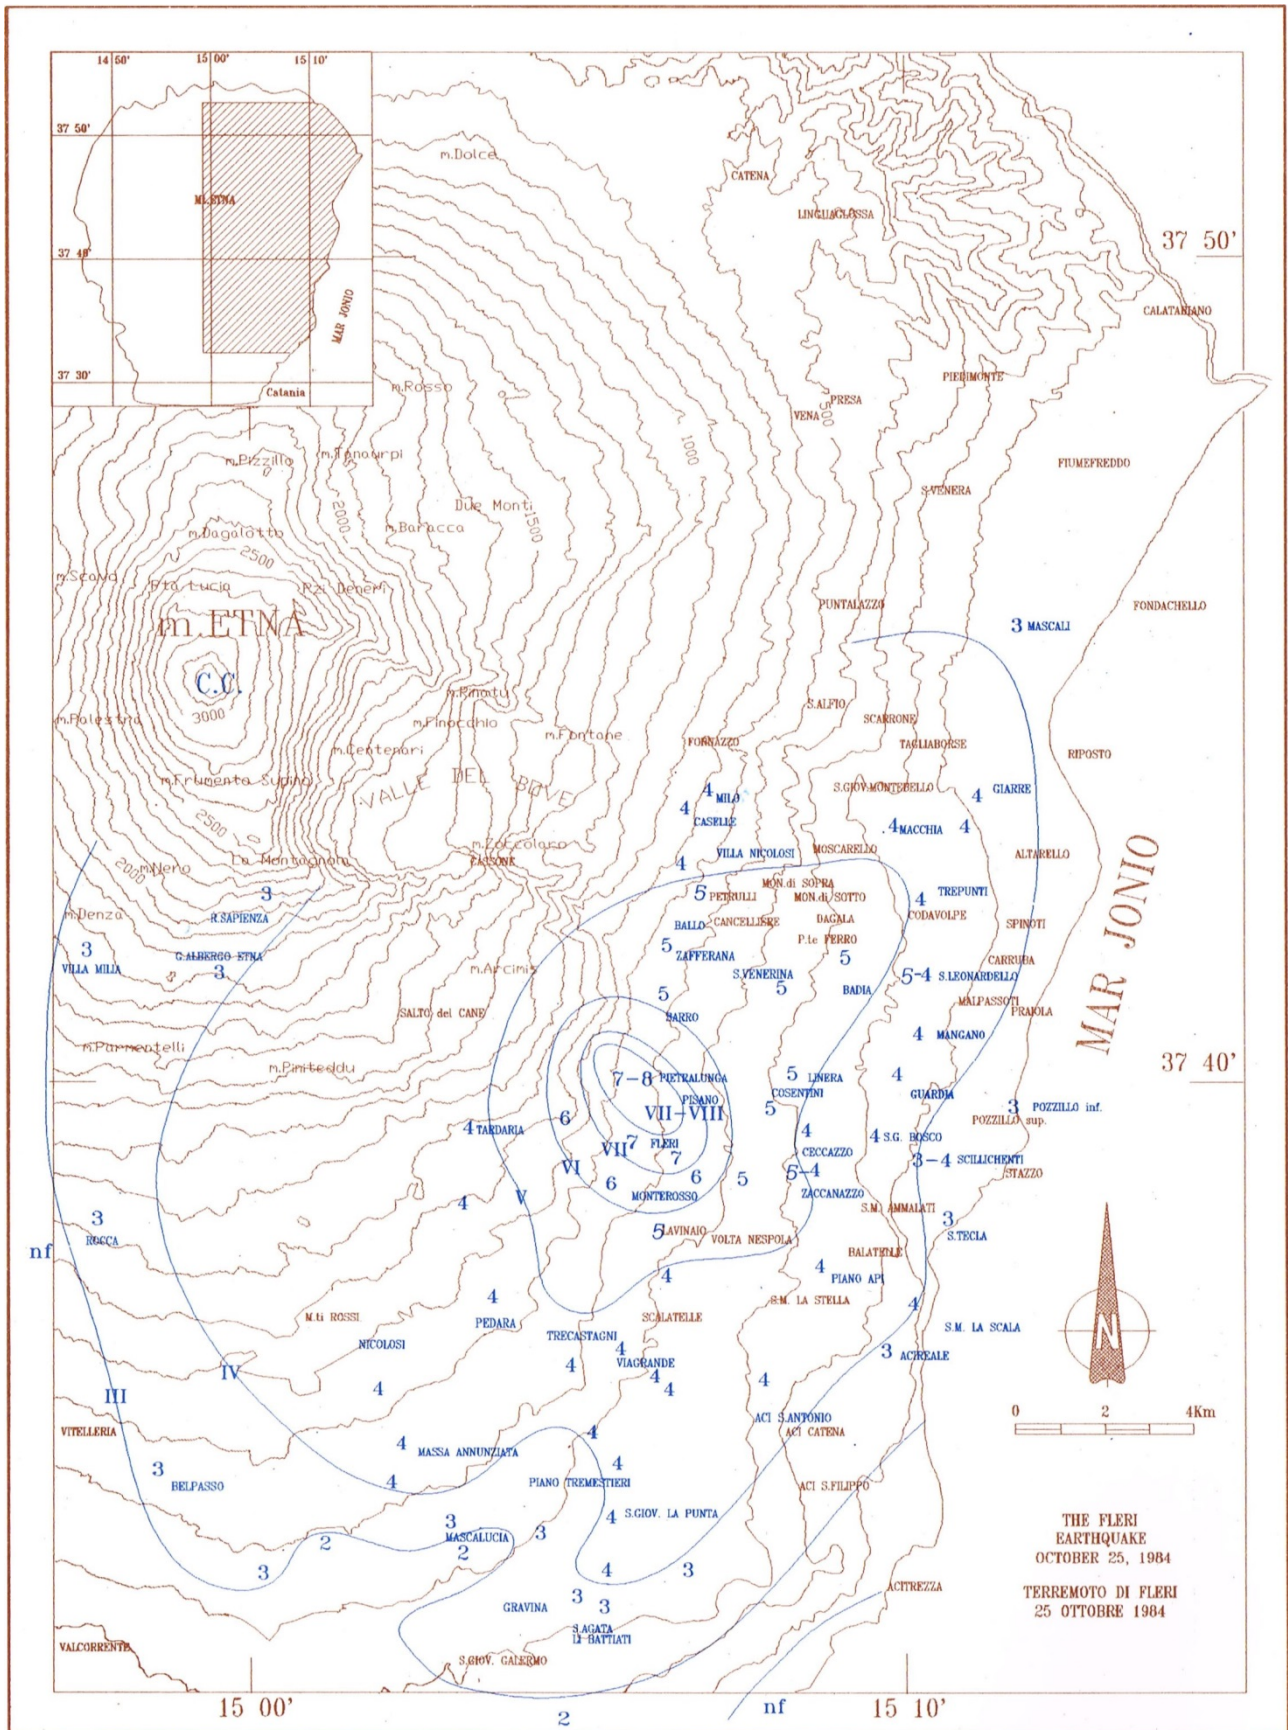 14 50' 15 00' 15 10'
37 50'
Mt.ETNA
37 40'
MAR JONIO
37 30'
Catania
m.Dolce
CATENA
LINGUAGLOSSA
37 50'
CALATABIANO
PIEDIMONTE
m.Rosso
PRESA
VENA
500
1000
m.Pizzillo
FIUMEFREDDO
S.VENERA
Due Monti
2000
1500
m.Baracca
m.Dagalotto
2500
m.Scavo
P.ta Lucia
P.zi Deneri
PUNTALAZZO
FONDACHELLO
m.ETNA
3 MASCALI
C.C.
3000
S.ALFIO
SCARRONE
m.Palestra
m.Finocchio
m.Fontane
FORNAZZO
TAGLIABORSE
m.Centenari
RIPOSTO
m.Frumento Supino
VALLE DEL BOVE
S.GIOV.MONTEBELLO
4
MILO
4 GIARRE
4
CASELLE
2500
4 MACCHIA 4
m.Zoccolaro
CASSONE
La Montagnola
m.Nero
2000
4
VILLA NICOLOSI
MOSCARELLO
ALTARELLO
MAR JONIO
3
R.SAPIENZA
5 PETRULLI
MON.di SOPRA
MON.di SOTTO
4 TREPUNTI
m.Denza
BALLO
CANCELLIERE
DAGALA
CODAVOLPE
SPINOTI
P.te FERRO
3
VILLA MILIA
G.ALBERGO ETNA
3
5
ZAFFERANA
5
CARRUBA
m.Arcimis
S.VENERINA
5
BADIA
5-4 S.LEONARDELLO
5
BARRO
SALTO del CANE
MALPASSOTI
PRAIOLA
m.Parmentelli
4 MANGANO
m.Piniteddu
7-8 PIETRALUNGA
5 LINERA
4
37 40'
PISANO
COSENTINI
GUARDIA
VII-VIII
5
3 POZZILLO inf.
POZZILLO sup.
6
4 TARDARIA
FLERI
7
VII
4
4 S.G. BOSCO
CECCAZZO
7
3-4 SCILLICHENTI
VI
STAZZO
6
6
5
5-4
MONTEROSSO
ZACCANAZZO
V
4
S.M. AMMALATI
3
ROCCA
3
S.TECLA
nf
5
LAVINAIO
VOLTA NESPOLA
BALATELLE
4
PIANO API
4
4
PEDARA
S.M. LA STELLA
4
M.ti ROSSI
SCALATELLE
S.M. LA SCALA
N
NICOLOSI
TRECASTAGNI
4
4
VIAGRANDE
3 ACIREALE
IV
4
4
4
4
III
ACI S.ANTONIO
0 2 4Km
VITELLERIA
4
ACI CATENA
4
MASSA ANNUNZIATA
4
3
BELPASSO
4
PIANO TREMESTIERI
ACI S.FILIPPO
4
S.GIOV. LA PUNTA
3
MASCALUCIA
3
2
2
3
4
3
THE FLERI
EARTHQUAKE
OCTOBER 25, 1984
TERREMOTO DI FLERI
25 OTTOBRE 1984
ACITREZZA
GRAVINA
3
3
S.AGATA
LI BATTIATI
VALCORRENTE
S.GIOV. GALERMO
15 00'
15 10'
2
nf